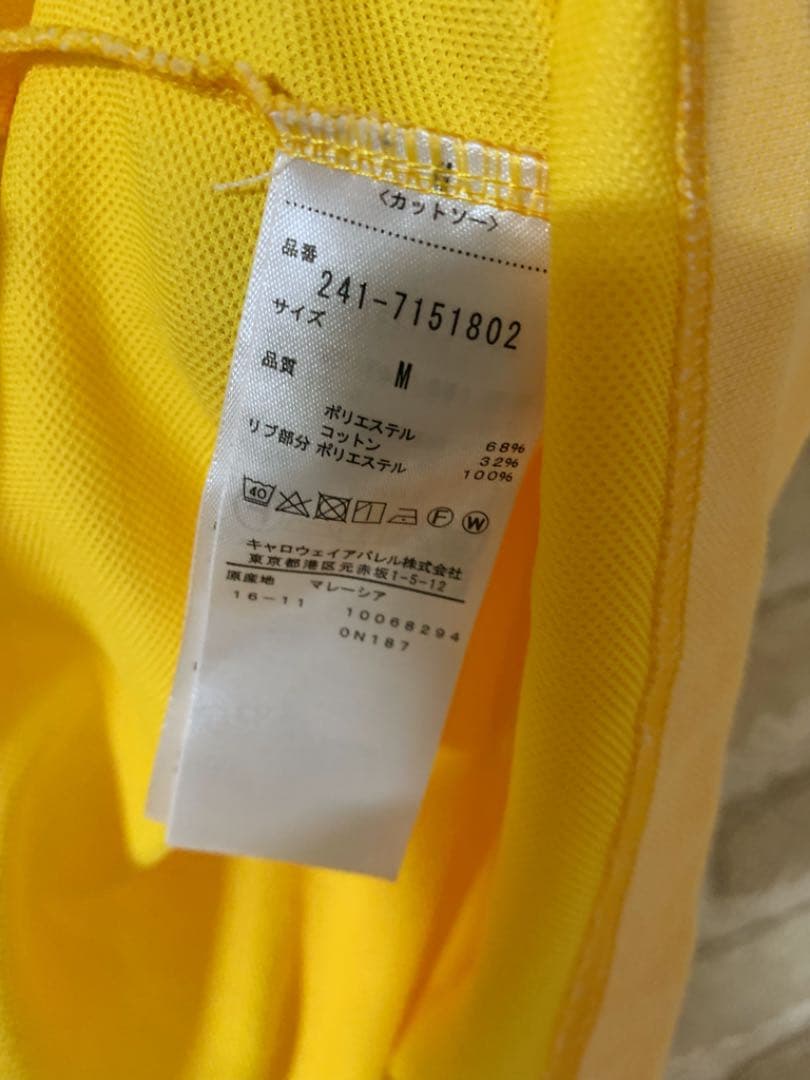 〈カットソー〉
品番
241-7151802
サイズ
M
品質
ポリエステル 68%
コットン 32%
リブ部分 ポリエステル 100%
40 F W
キャロウェイアパレル株式会社
東京都港区元赤坂1-5-12
原産地 マレーシア
16-11 10068294
0N187